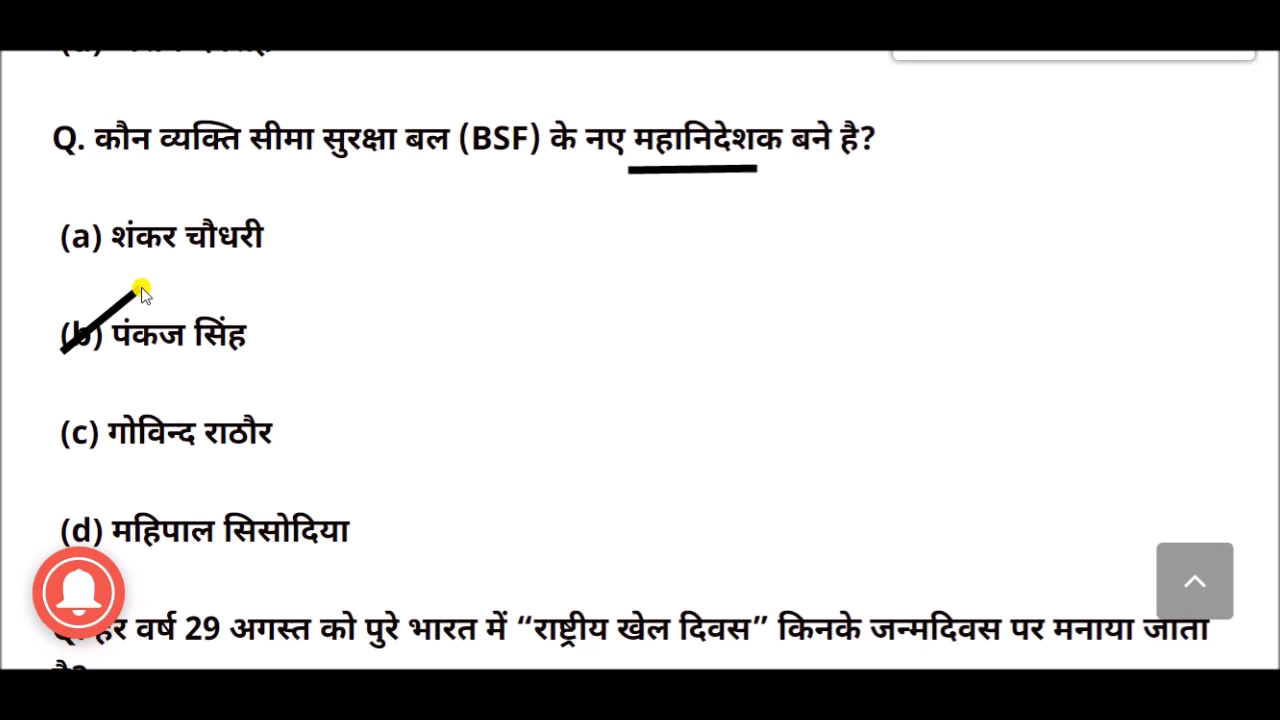 Q. कौन व्यक्ति सीमा सुरक्षा बल (BSF) के नए महानिदेशक बने है?
(a) शंकर चौधरी
(b) पंकज सिंह
(c) गोविन्द राठौर
(d) महिपाल सिसोदिया
हर वर्ष 29 अगस्त को पुरे भारत में “राष्ट्रीय खेल दिवस” किनके जन्मदिवस पर मनाया जाता